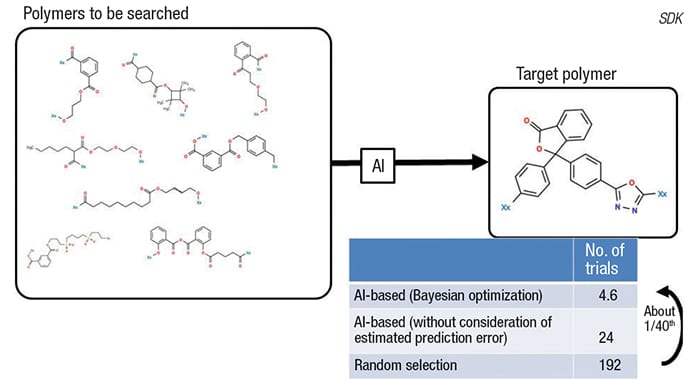 Polymers to be searched
SDK
Target polymer
AI
O
O
N
N
Xx
Xx
No. of
trials
AI-based (Bayesian optimization) 4.6
AI-based (without consideration of
estimated prediction error) 24
Random selection 192
About
1/40th